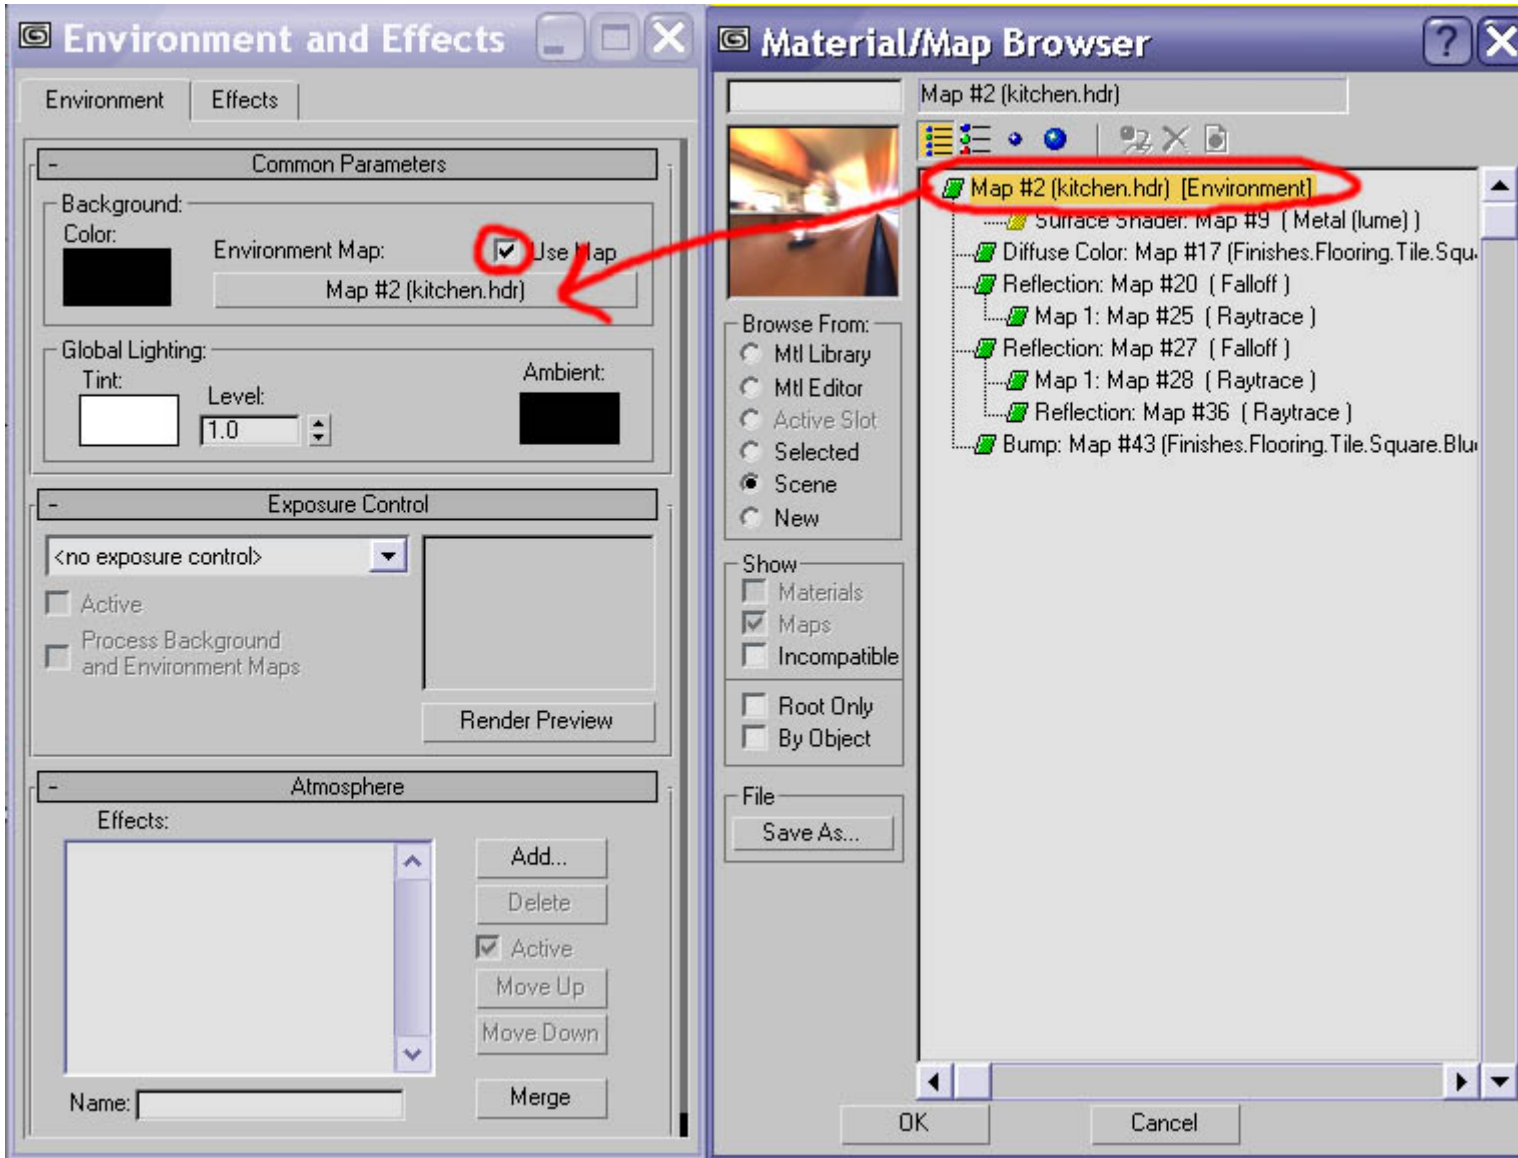 Environment and Effects
Environment
Effects
- Common Parameters
Background:
Color:
Environment Map:
Use Map
Map #2 (kitchen.hdr)
Global Lighting:
Tint:
Level:
1.0
Ambient:
- Exposure Control
<no exposure control>
Active
Process Background
and Environment Maps
Render Preview
- Atmosphere
Effects:
Add...
Delete
Active
Move Up
Move Down
Name:
Merge
Material/Map Browser
Map #2 (kitchen.hdr)
Map #2 (kitchen.hdr) [Environment]
Surface Shader: Map #9 ( Metal (lume) )
Diffuse Color: Map #17 (Finishes.Flooring.Tile.Squ
Reflection: Map #20 ( Falloff )
Map 1: Map #25 ( Raytrace )
Reflection: Map #27 ( Falloff )
Map 1: Map #28 ( Raytrace )
Reflection: Map #36 ( Raytrace )
Bump: Map #43 (Finishes.Flooring.Tile.Square.Blu
Browse From:
Mtl Library
Mtl Editor
Active Slot
Selected
Scene
New
Show
Materials
Maps
Incompatible
Root Only
By Object
File
Save As...
OK
Cancel